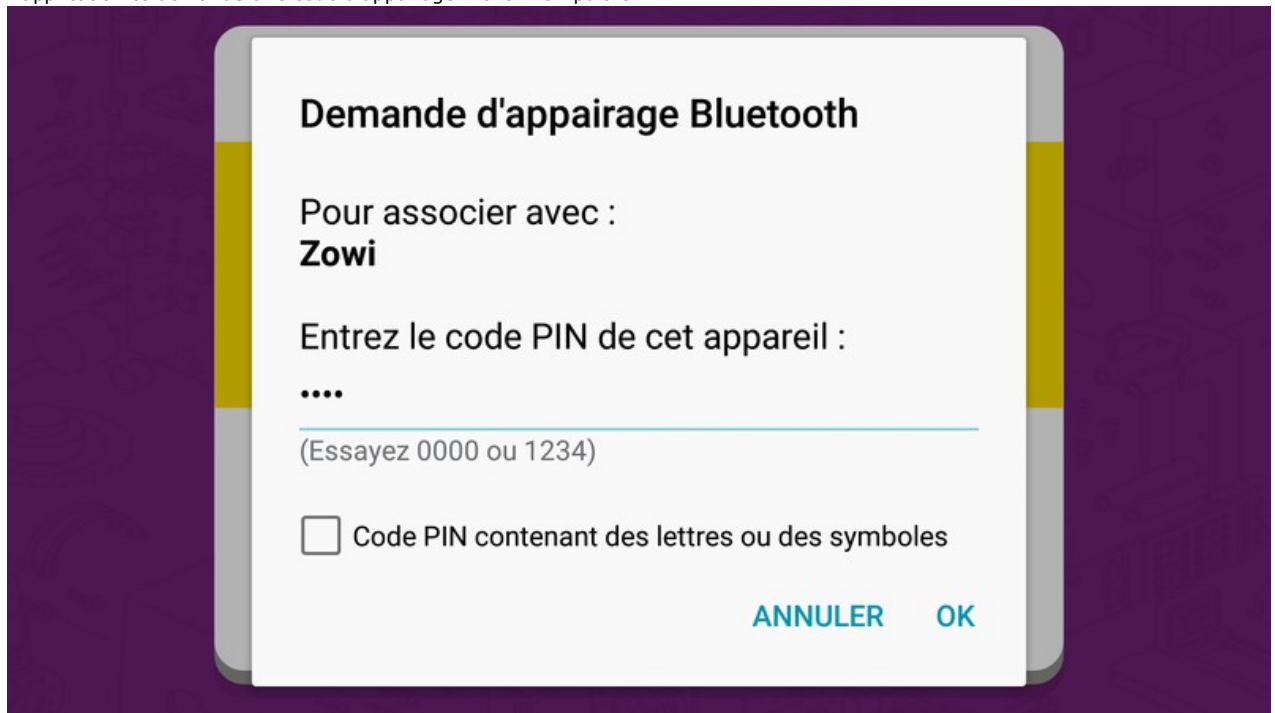 Demande d'appairage Bluetooth
Pour associer avec :
Zowi
Entrez le code PIN de cet appareil :
••••
(Essayez 0000 ou 1234)
Code PIN contenant des lettres ou des symboles
ANNULER OK